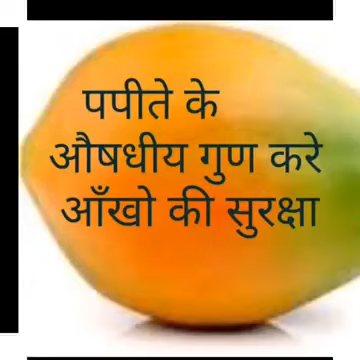 पपीते के
औषधीय गुण करे
आँखो की सुरक्षा